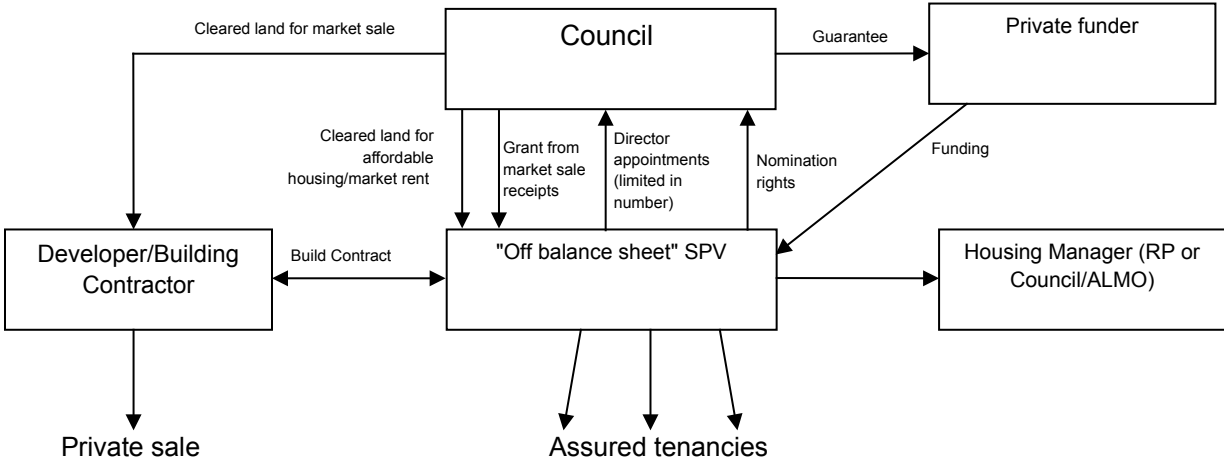 Cleared land for market sale
Council
Guarantee
Private funder
Cleared land for
affordable
housing/market rent
Grant from
market sale
receipts
Director
appointments
(limited in
number)
Nomination
rights
Funding
Developer/Building
Contractor
Build Contract
"Off balance sheet" SPV
Housing Manager (RP or
Council/ALMO)
Private sale
Assured tenancies